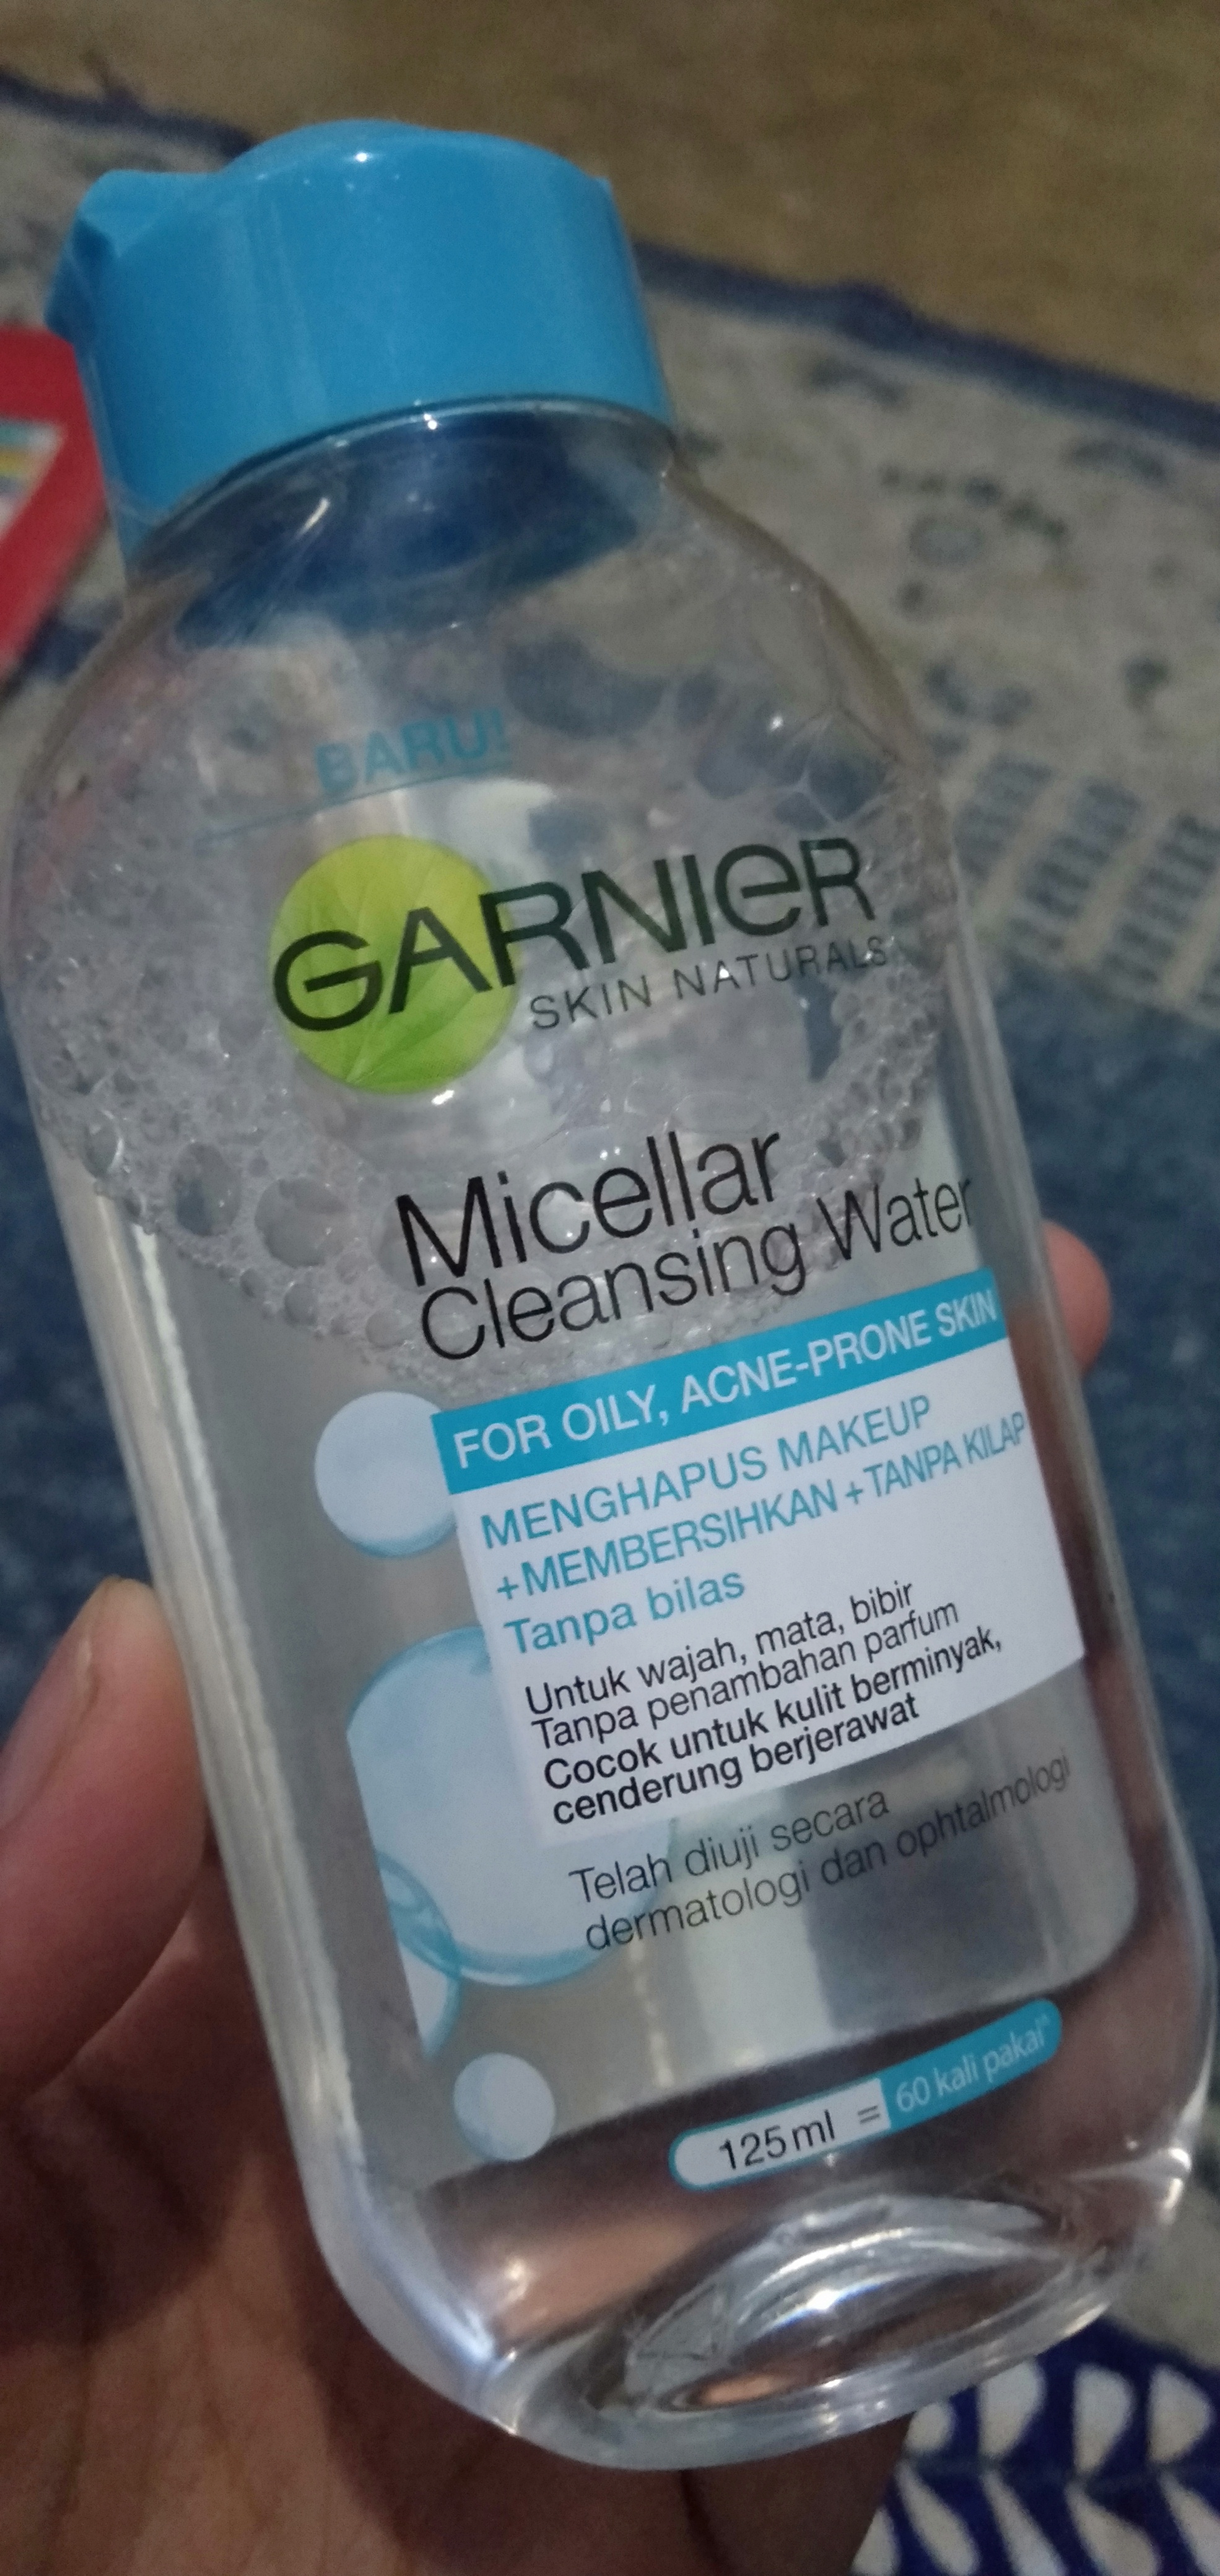 BARU!
GARNIER
SKIN NATURALS
Micellar
Cleansing Water
FOR OILY, ACNE-PRONE SKIN
MENGHAPUS MAKEUP
+MEMBERSIHKAN +TANPA KILAP
Tanpa bilas
Untuk wajah, mata, bibir
Tanpa penambahan parfum
Cocok untuk kulit berminyak,
cenderung berjerawat
Telah diuji secara
dermatologi dan ophtalmologi
125ml = 60 kali pakai*